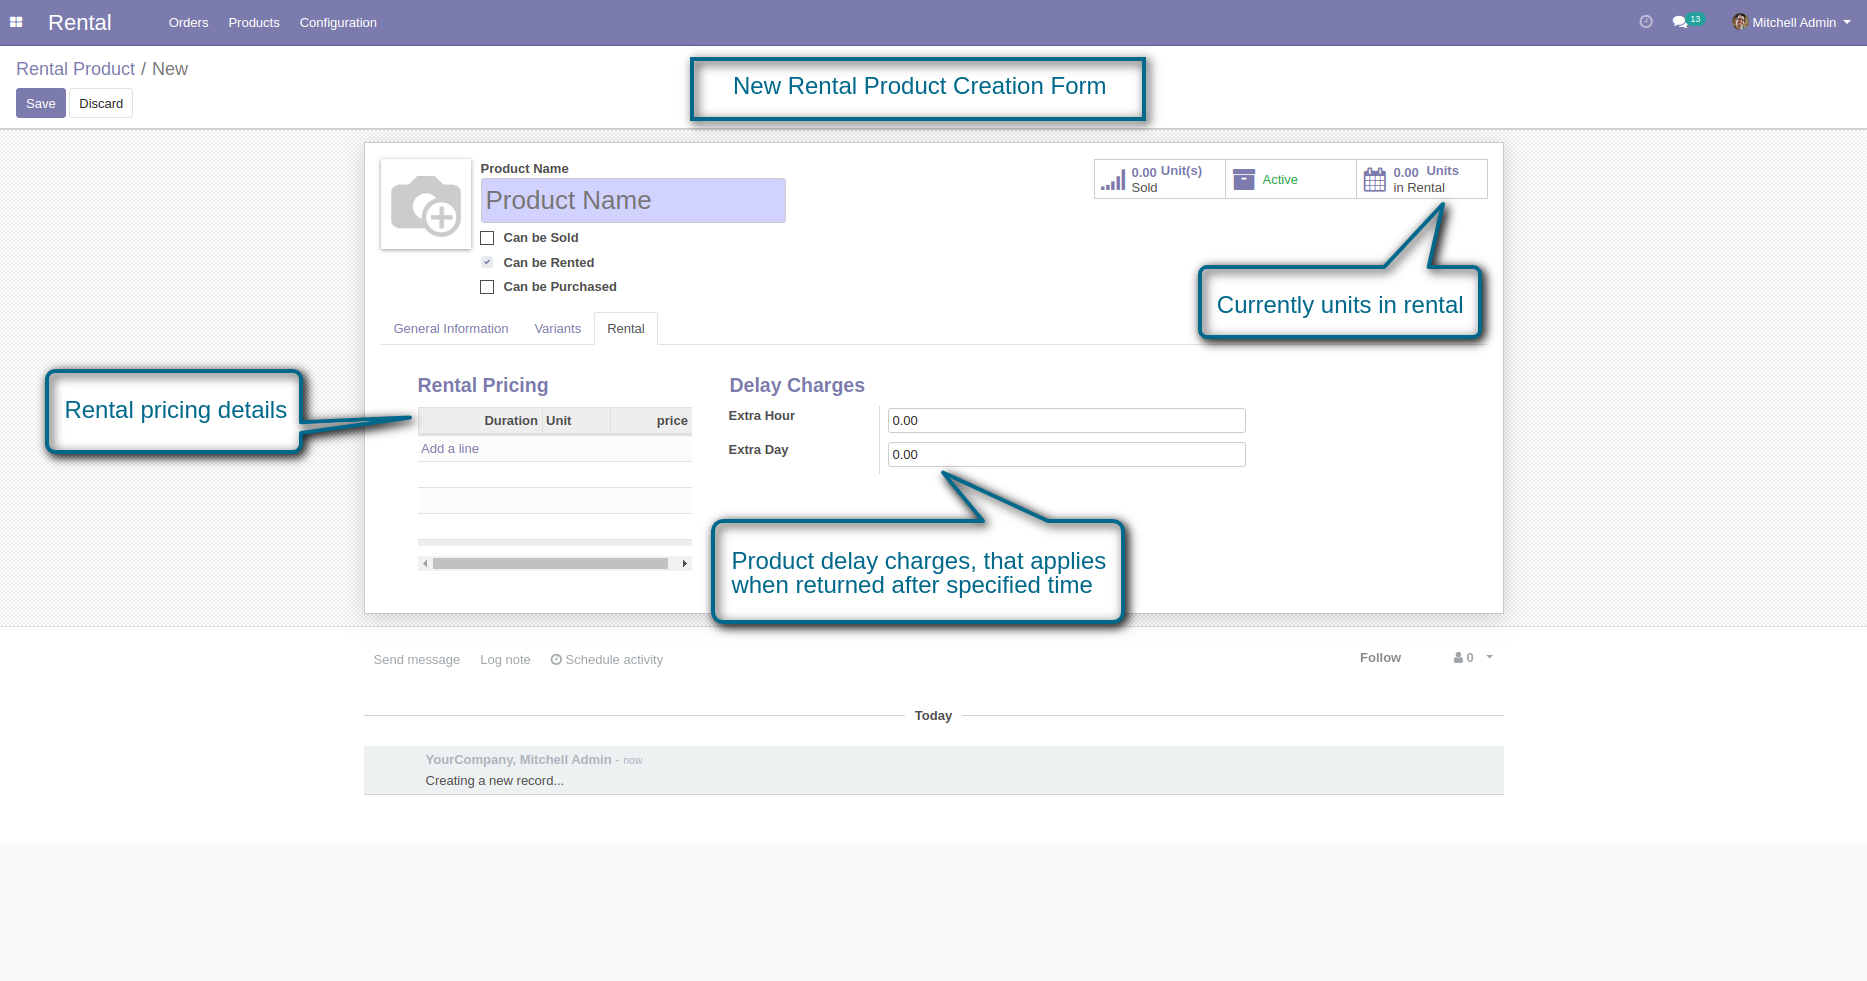 Rental
Orders Products Configuration
13
Mitchell Admin
Rental Product / New
Save Discard
New Rental Product Creation Form
Product Name
Product Name
Can be Sold
Can be Rented
Can be Purchased
0.00 Unit(s)
Sold
Active
0.00 Units
in Rental
Currently units in rental
General Information Variants Rental
Rental pricing details
Rental Pricing
Duration Unit price
Add a line
Delay Charges
Extra Hour 0.00
Extra Day 0.00
Product delay charges, that applies
when returned after specified time
Send message Log note Schedule activity
Follow 0
Today
YourCompany, Mitchell Admin - now
Creating a new record...